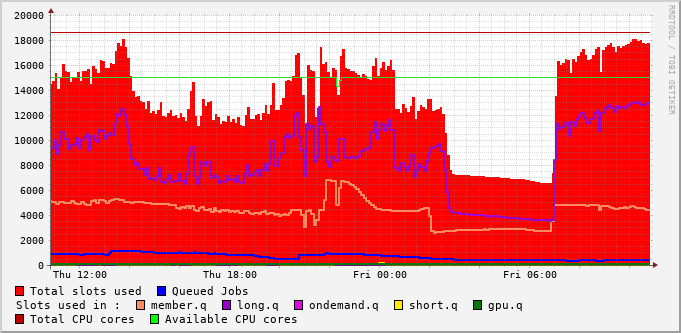 20000
18000
16000
14000
12000
10000
8000
6000
4000
2000
0
Thu 12:00 Thu 18:00 Fri 00:00 Fri 06:00
Total slots used Queued Jobs
Slots used in : member.q long.q ondemand.q short.q gpu.q
Total CPU cores Available CPU cores
RRDTOOL / TOBI OETIKER